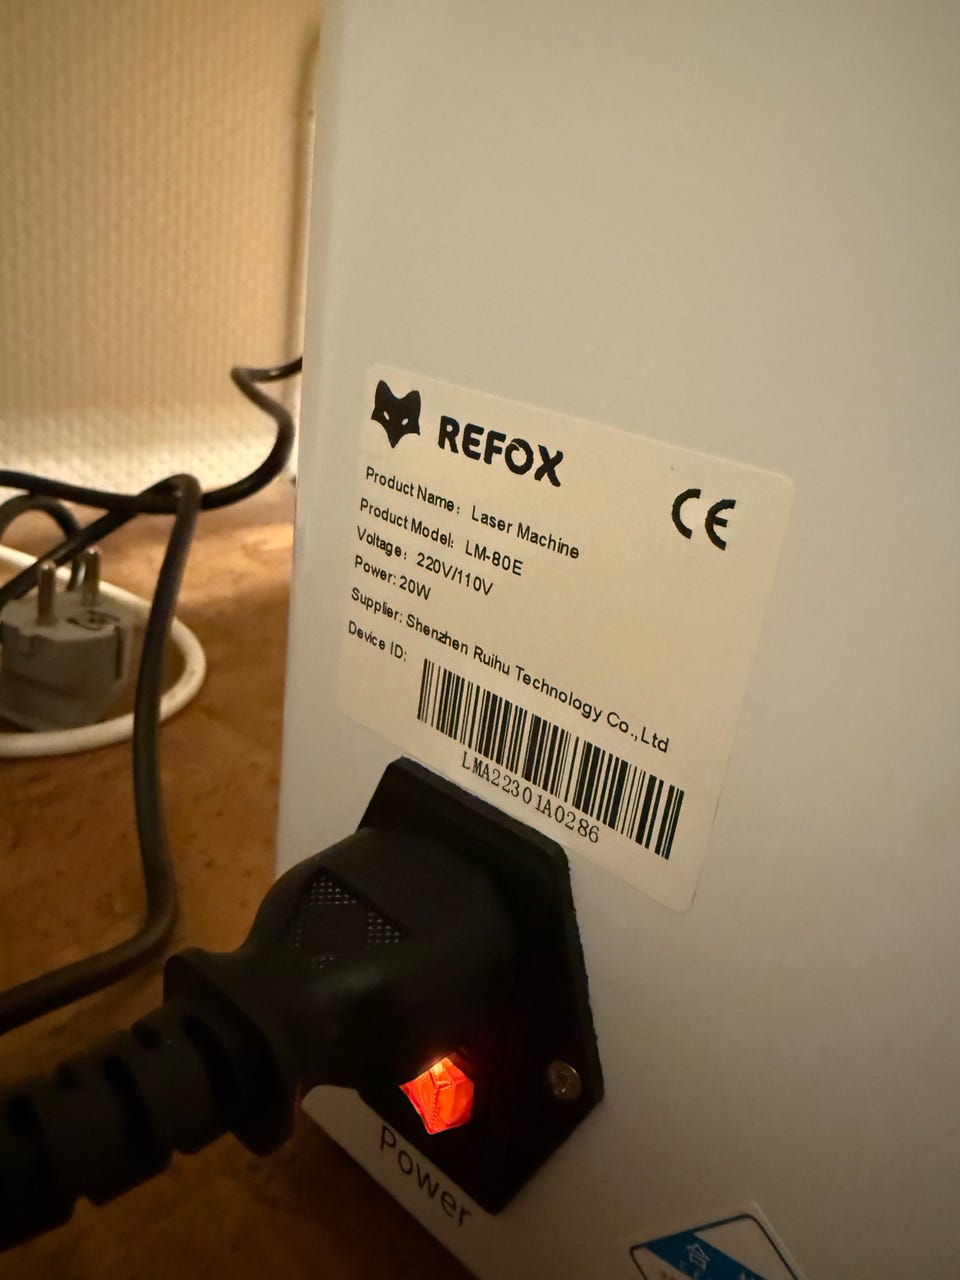 REFOX
CE
Product Name: Laser Machine
Product Model: LM-80E
Voltage: 220V/110V
Power: 20W
Supplier: Shenzhen Ruihu Technology Co.,Ltd
Device ID:
LMA22301A0286
Power
合